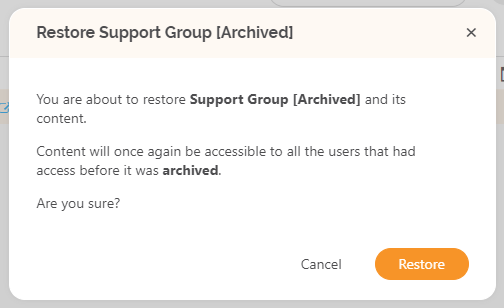 Restore Support Group [Archived]
×
You are about to restore Support Group [Archived] and its
content.
Content will once again be accessible to all the users that had
access before it was archived.
Are you sure?
Cancel
Restore